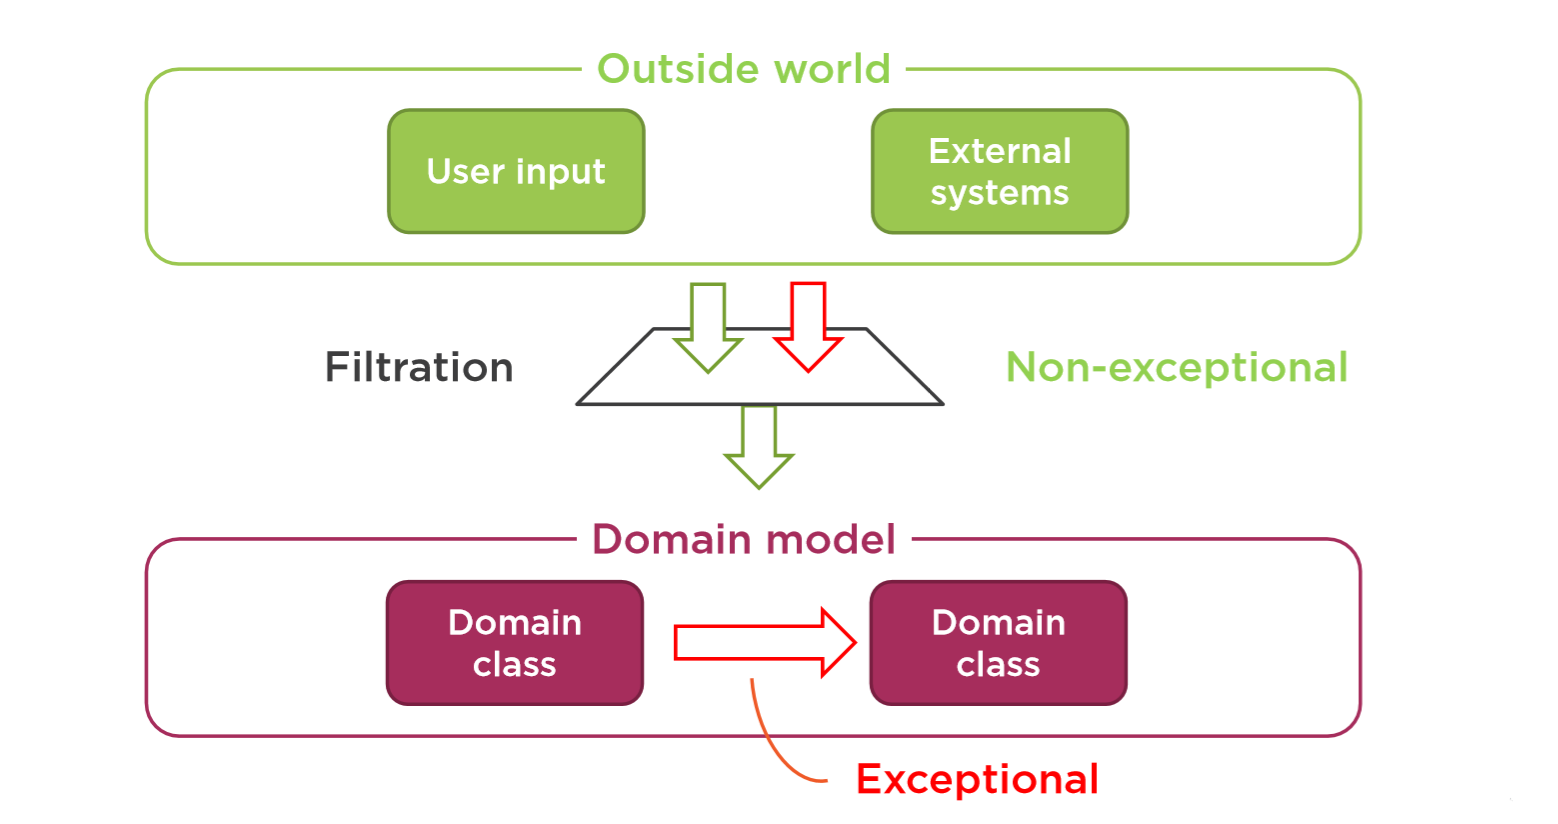 Outside world
User input
External
systems
Filtration
Non-exceptional
Domain model
Domain
class
Domain
class
Exceptional